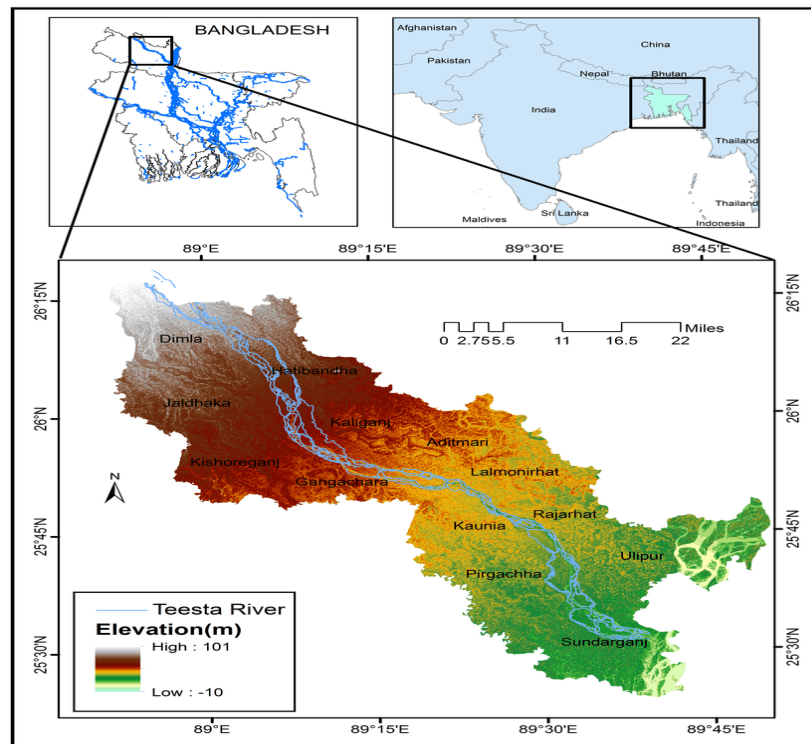 BANGLADESH
Afghanistan
China
Pakistan
Nepal
Bhutan
India
Thailand
Thailand
Sri Lanka
Maldives
Indonesia
89°E 89°15'E 89°30'E 89°45'E
26°15'N 26°15'N
Miles
0 2.75 5.5 11 16.5 22
Dimla
Hatibandha
Jaldhaka
26°N 26°N
Kaliganj
Aditmari
Kishoreganj
Lalmonirhat
Gangachara
N
Rajarhat
Kaunia
25°45'N 25°45'N
Ulipur
Pirgachha
Sundarganj
25°30'N 25°30'N
Teesta River
Elevation(m)
High : 101
Low : -10
89°E 89°15'E 89°30'E 89°45'E